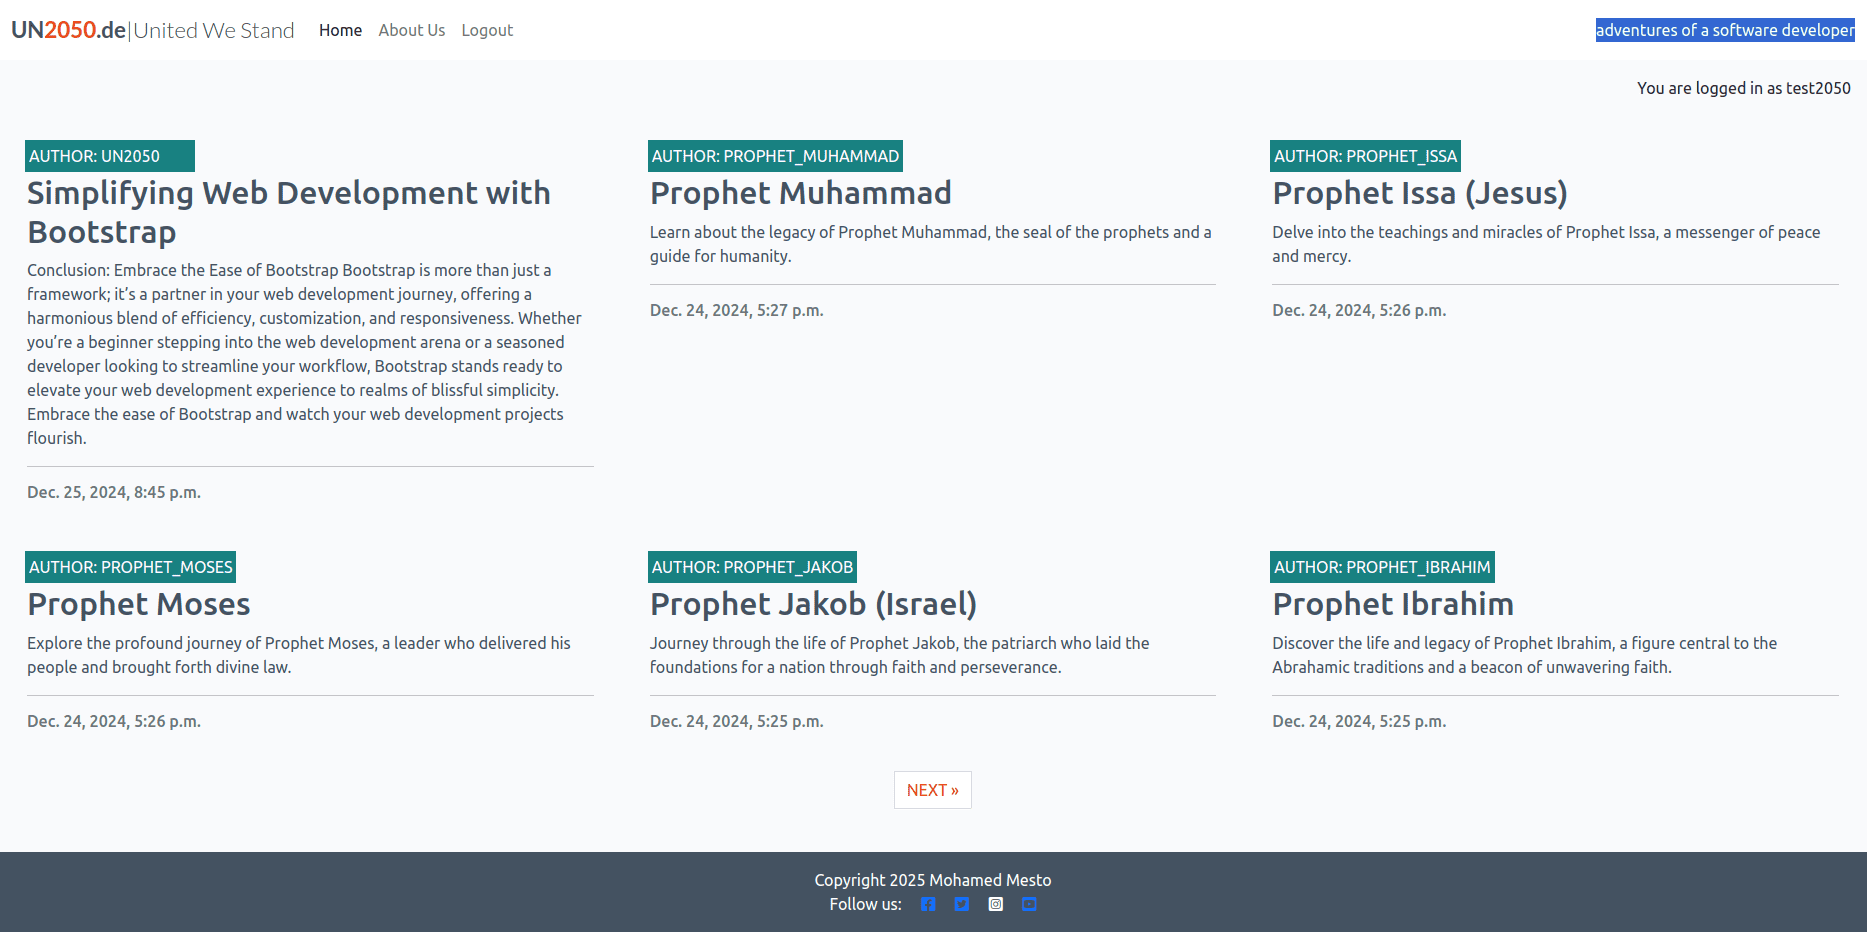 UN2050.de|United We Stand Home About Us Logout adventures of a software developer
You are logged in as test2050
AUTHOR: UN2050
Simplifying Web Development with
Bootstrap
Conclusion: Embrace the Ease of Bootstrap Bootstrap is more than just a
framework; it’s a partner in your web development journey, offering a
harmonious blend of efficiency, customization, and responsiveness. Whether
you’re a beginner stepping into the web development arena or a seasoned
developer looking to streamline your workflow, Bootstrap stands ready to
elevate your web development experience to realms of blissful simplicity.
Embrace the ease of Bootstrap and watch your web development projects
flourish.
Dec. 25, 2024, 8:45 p.m.
AUTHOR: PROPHET_MUHAMMAD
Prophet Muhammad
Learn about the legacy of Prophet Muhammad, the seal of the prophets and a
guide for humanity.
Dec. 24, 2024, 5:27 p.m.
AUTHOR: PROPHET_ISSA
Prophet Issa (Jesus)
Delve into the teachings and miracles of Prophet Issa, a messenger of peace
and mercy.
Dec. 24, 2024, 5:26 p.m.
AUTHOR: PROPHET_MOSES
Prophet Moses
Explore the profound journey of Prophet Moses, a leader who delivered his
people and brought forth divine law.
Dec. 24, 2024, 5:26 p.m.
AUTHOR: PROPHET_JAKOB
Prophet Jakob (Israel)
Journey through the life of Prophet Jakob, the patriarch who laid the
foundations for a nation through faith and perseverance.
Dec. 24, 2024, 5:25 p.m.
AUTHOR: PROPHET_IBRAHIM
Prophet Ibrahim
Discover the life and legacy of Prophet Ibrahim, a figure central to the
Abrahamic traditions and a beacon of unwavering faith.
Dec. 24, 2024, 5:25 p.m.
NEXT »
Copyright 2025 Mohamed Mesto
Follow us: